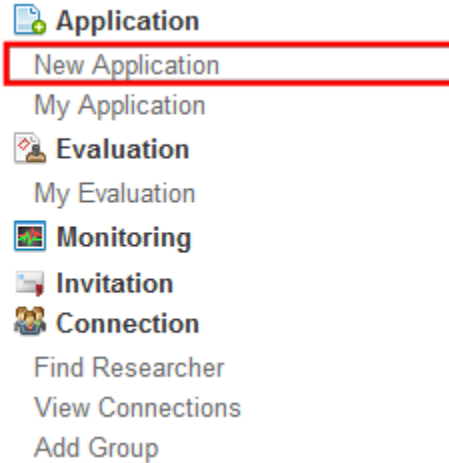 Application
New Application
My Application
Evaluation
My Evaluation
Monitoring
Invitation
Connection
Find Researcher
View Connections
Add Group